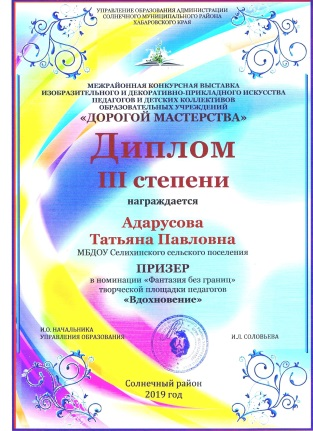 УПРАВЛЕНИЕ ОБРАЗОВАНИЯ АДМИНИСТРАЦИИ
СОЛНЕЧНОГО МУНИЦИПАЛЬНОГО РАЙОНА
ХАБАРОВСКОГО КРАЯ
МЕЖРАЙОННАЯ КОНКУРСНАЯ ВЫСТАВКА
ИЗОБРАЗИТЕЛЬНОГО И ДЕКОРАТИВНО-ПРИКЛАДНОГО ИСКУССТВА
ПЕДАГОГОВ И ДЕТСКИХ КОЛЛЕКТИВОВ
ОБРАЗОВАТЕЛЬНЫХ УЧРЕЖДЕНИЙ
«ДОРОГОЙ МАСТЕРСТВА»
Диплом
III степени
награждается
Адарусова
Татьяна Павловна
МБДОУ Селихинского сельского поселения
ПРИЗЕР
в номинации «Фантазия без границ»
творческой площадки педагогов
«Вдохновение»
И.О. НАЧАЛЬНИКА
УПРАВЛЕНИЯ ОБРАЗОВАНИЯ
И.Л. СОЛОВЬЕВА
Солнечный район
2019 год